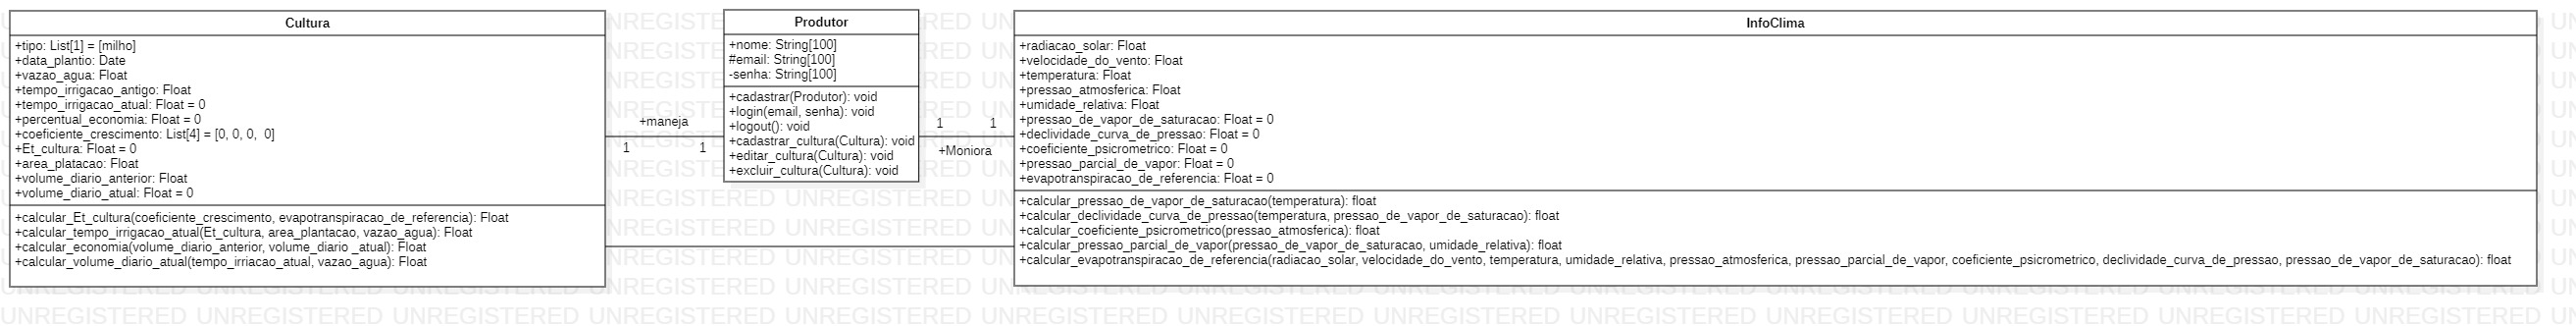 Cultura
+tipo: List[1] = [milho]
+data_plantio: Date
+vazao_agua: Float
+tempo_irrigacao_antigo: Float
+tempo_irrigacao_atual: Float = 0
+percentual_economia: Float = 0
+coeficiente_crescimento: List[4] = [0, 0, 0, 0]
+Et_cultura: Float = 0
+area_platacao: Float
+volume_diario_anterior: Float
+volume_diario_atual: Float = 0
+calcular_Et_cultura(coeficiente_crescimento, evapotranspiracao_de_referencia): Float
+calcular_tempo_irrigacao_atual(Et_cultura, area_plantacao, vazao_agua): Float
+calcular_economia(volume_diario_anterior, volume_diario _atual): Float
+calcular_volume_diario_atual(tempo_irriacao_atual, vazao_agua): Float
+maneja
1 1
Produtor
+nome: String[100]
#email: String[100]
-senha: String[100]
+cadastrar(Produtor): void
+login(email, senha): void
+logout(): void
+cadastrar_cultura(Cultura): void
+editar_cultura(Cultura): void
+excluir_cultura(Cultura): void
1 1
+Moniora
InfoClima
+radiacao_solar: Float
+velocidade_do_vento: Float
+temperatura: Float
+pressao_atmosferica: Float
+umidade_relativa: Float
+pressao_de_vapor_de_saturacao: Float = 0
+declividade_curva_de_pressao: Float = 0
+coeficiente_psicrometrico: Float = 0
+pressao_parcial_de_vapor: Float = 0
+evapotranspiracao_de_referencia: Float = 0
+calcular_pressao_de_vapor_de_saturacao(temperatura): float
+calcular_declividade_curva_de_pressao(temperatura, pressao_de_vapor_de_saturacao): float
+calcular_coeficiente_psicrometrico(pressao_atmosferica): float
+calcular_pressao_parcial_de_vapor(pressao_de_vapor_de_saturacao, umidade_relativa): float
+calcular_evapotranspiracao_de_referencia(radiacao_solar, velocidade_do_vento, temperatura, umidade_relativa, pressao_atmosferica, pressao_parcial_de_vapor, coeficiente_psicrometrico, declividade_curva_de_pressao, pressao_de_vapor_de_saturacao): float
UNREGISTERED UNREGISTERED UNREGISTERED UNREGISTERED UNREGISTERED UNREGISTERED UNREGISTERED UNREGISTERED UNREGISTERED UNREGISTERED UNREGISTERED UNREGISTERED UNREGISTERED